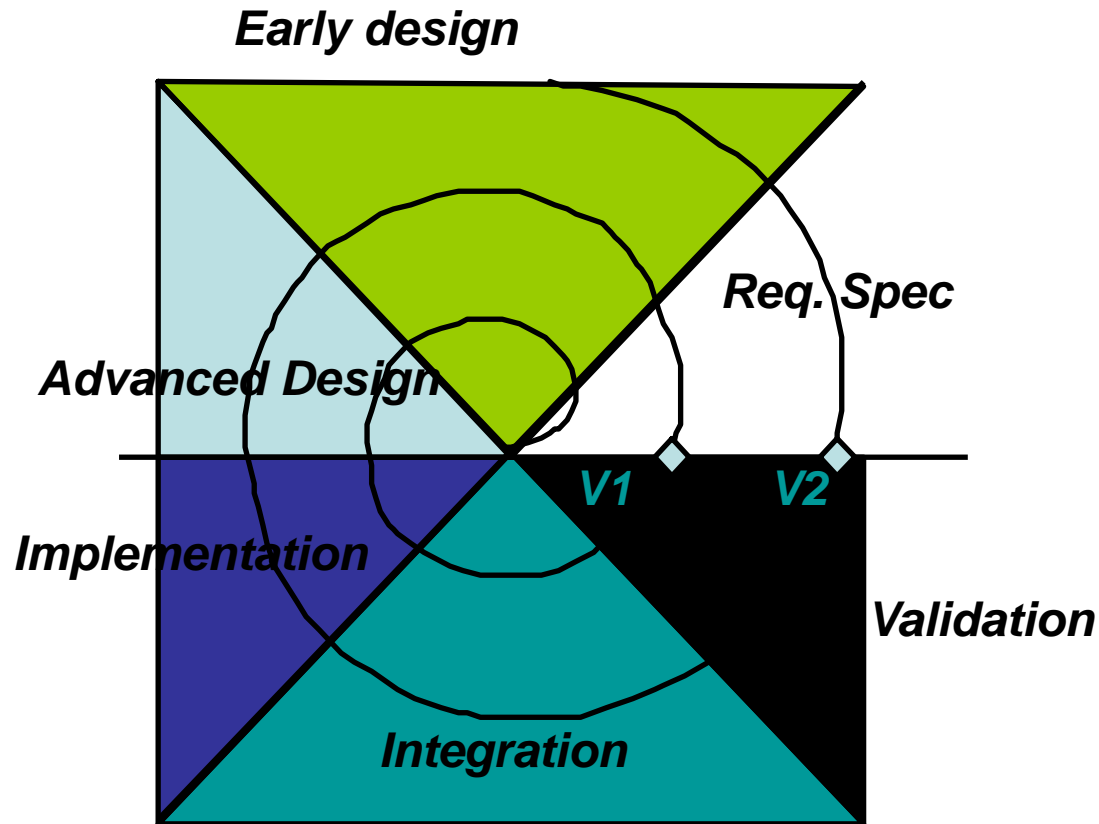 Early design
Req. Spec
Advanced Design
V1
V2
Implementation
Validation
Integration